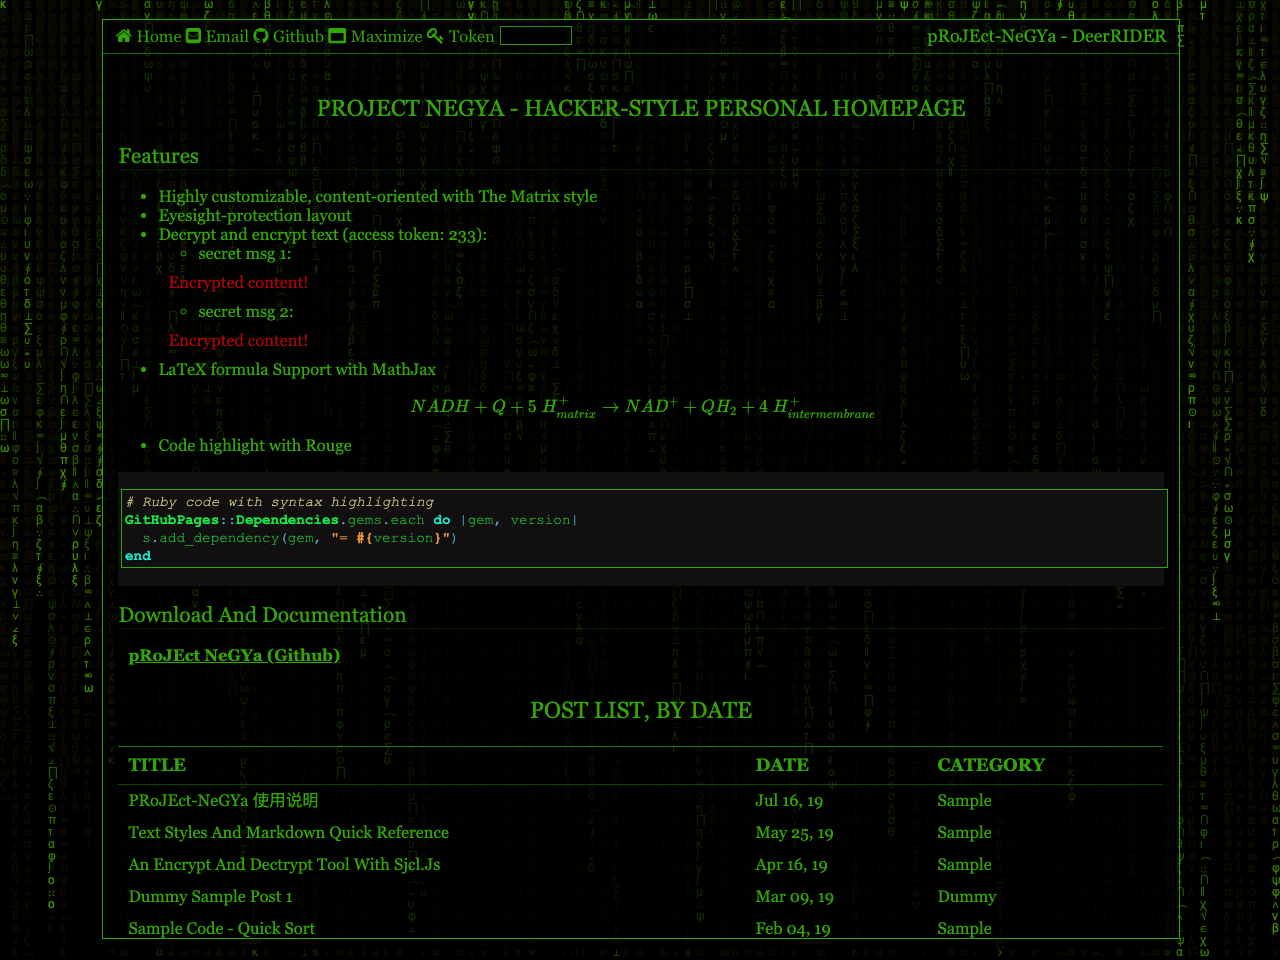 Home Email Github Maximize Token pRoJEct-NeGYa - DeerRIDER
PROJECT NEGYA - HACKER-STYLE PERSONAL HOMEPAGE
Features
• Highly customizable, content-oriented with The Matrix style
• Eyesight-protection layout
• Decrypt and encrypt text (access token: 233):
◦ secret msg 1:
Encrypted content!
◦ secret msg 2:
Encrypted content!
• LaTeX formula Support with MathJax
NADH + Q + 5 H^+_{matrix} → NAD^+ + QH_2 + 4 H^+_{intermembrane}
• Code highlight with Rouge
# Ruby code with syntax highlighting
GitHubPages::Dependencies.gems.each do |gem, version|
s.add_dependency(gem, "= #{version}")
end
Download And Documentation
pRoJEct NeGYa (Github)
POST LIST, BY DATE
TITLE DATE CATEGORY
PRoJEct-NeGYa 使用说明 Jul 16, 19 Sample
Text Styles And Markdown Quick Reference May 25, 19 Sample
An Encrypt And Dectrypt Tool With Sjcl.Js Apr 16, 19 Sample
Dummy Sample Post 1 Mar 09, 19 Dummy
Sample Code - Quick Sort Feb 04, 19 Sample